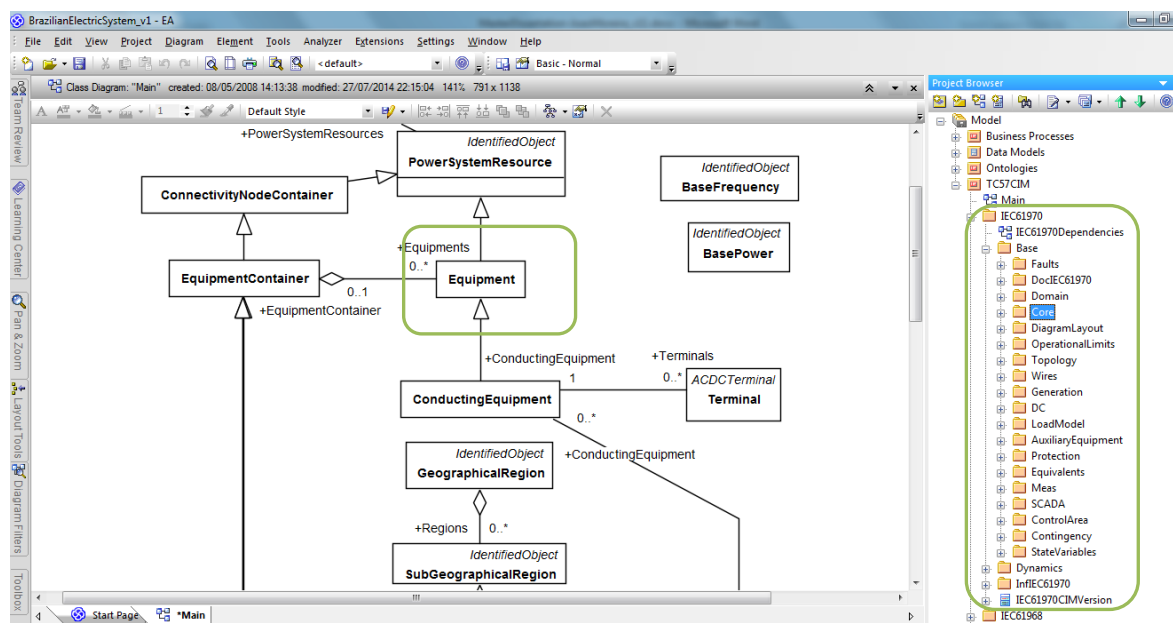 BrazilianElectricSystem_v1 - EA
File Edit View Project Diagram Element Tools Analyzer Extensions Settings Window Help
<default> Basic - Normal
Class Diagram: "Main" created: 08/05/2008 14:13:38 modified: 27/07/2014 22:15:04 141% 791 x 1138
1 Default Style
Team Review
Learning Center
Pan & Zoom
Layout Tools
Diagram Filters
Toolbox
+PowerSystemResources
IdentifiedObject
PowerSystemResource
ConnectivityNodeContainer
IdentifiedObject
BaseFrequency
IdentifiedObject
BasePower
+Equipments
0..*
EquipmentContainer
Equipment
0..1
+EquipmentContainer
+ConductingEquipment
+Terminals
1
0..*
ACDCTerminal
Terminal
ConductingEquipment
0..*
IdentifiedObject
GeographicalRegion
+ConductingEquipment
+Regions
0..*
IdentifiedObject
SubGeographicalRegion
Start Page *Main
Project Browser
Model
Business Processes
Data Models
Ontologies
TC57CIM
Main
IEC61970
IEC61970Dependencies
Base
Faults
DocIEC61970
Domain
Core
DiagramLayout
OperationalLimits
Topology
Wires
Generation
DC
LoadModel
AuxiliaryEquipment
Protection
Equivalents
Meas
SCADA
ControlArea
Contingency
StateVariables
Dynamics
InfIEC61970
IEC61970CIMVersion
IEC61968